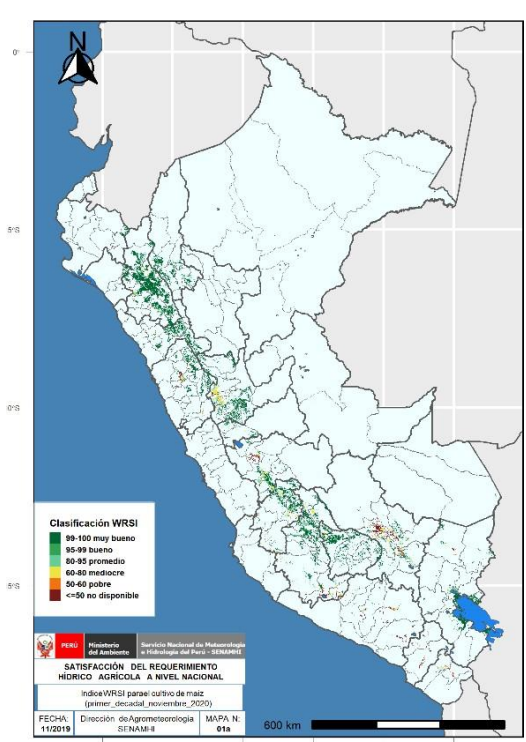 N
0°
5°S
0°S
5°S
Clasificación WRSI
99-100 muy bueno
95-99 bueno
80-95 promedio
60-80 mediocre
50-60 pobre
<=50 no disponible
PERÚ
Ministerio del Ambiente
Servicio Nacional de Meteorología e Hidrología del Perú - SENAMHI
SATISFACCIÓN DEL REQUERIMIENTO
HÍDRICO AGRÍCOLA A NIVEL NACIONAL
IndiceWRSI parael cultivo de maiz
(primer_decadal_noviembre_2020)
FECHA:
11/2019
Dirección deAgrometeorología
SENAMHI
MAPA N:
01a
600 km